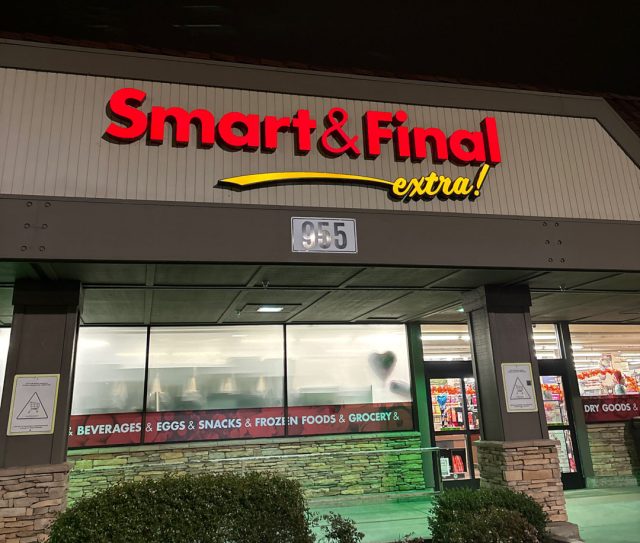 Smart&Final
extra!
955
& BEVERAGES & EGGS & SNACKS & FROZEN FOODS & GROCERY &
DRY GOODS &